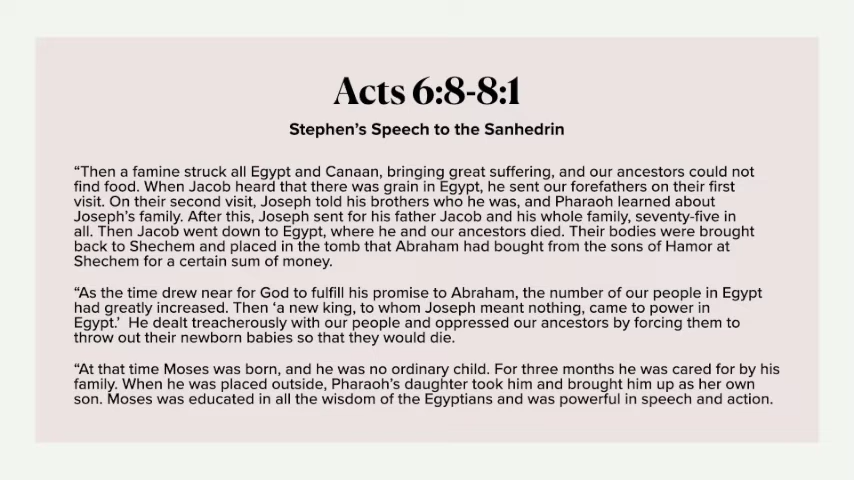 Acts 6:8-8:1
Stephen’s Speech to the Sanhedrin
“Then a famine struck all Egypt and Canaan, bringing great suffering, and our ancestors could not
find food. When Jacob heard that there was grain in Egypt, he sent our forefathers on their first
visit. On their second visit, Joseph told his brothers who he was, and Pharaoh learned about
Joseph’s family. After this, Joseph sent for his father Jacob and his whole family, seventy-five in
all. Then Jacob went down to Egypt, where he and our ancestors died. Their bodies were brought
back to Shechem and placed in the tomb that Abraham had bought from the sons of Hamor at
Shechem for a certain sum of money.
“As the time drew near for God to fulfill his promise to Abraham, the number of our people in Egypt
had greatly increased. Then ‘a new king, to whom Joseph meant nothing, came to power in
Egypt.’ He dealt treacherously with our people and oppressed our ancestors by forcing them to
throw out their newborn babies so that they would die.
“At that time Moses was born, and he was no ordinary child. For three months he was cared for by his
family. When he was placed outside, Pharaoh’s daughter took him and brought him up as her own
son. Moses was educated in all the wisdom of the Egyptians and was powerful in speech and action.